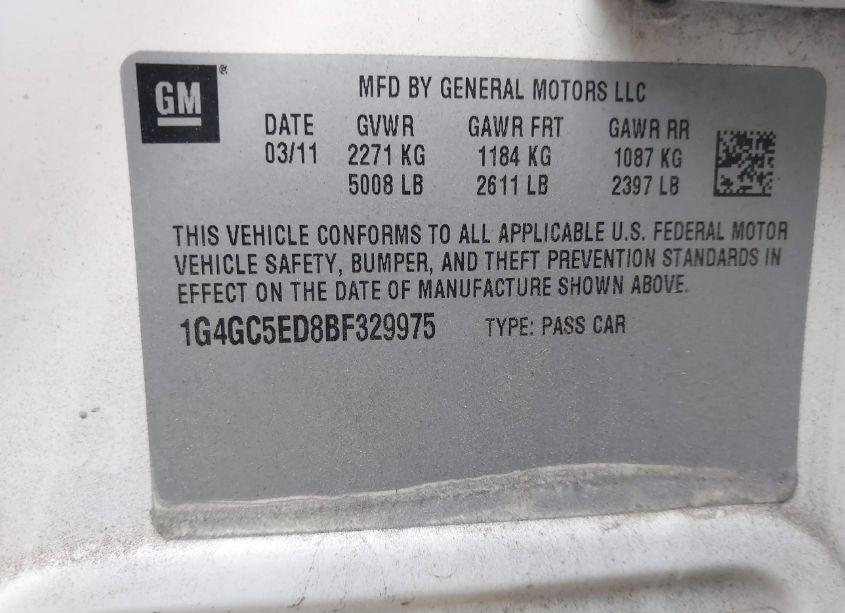 GM®
MFD BY GENERAL MOTORS LLC
DATE GVWR GAWR FRT GAWR RR
03/11 2271 KG 1184 KG 1087 KG
5008 LB 2611 LB 2397 LB
THIS VEHICLE CONFORMS TO ALL APPLICABLE U.S. FEDERAL MOTOR
VEHICLE SAFETY, BUMPER, AND THEFT PREVENTION STANDARDS IN
EFFECT ON THE DATE OF MANUFACTURE SHOWN ABOVE.
1G4GC5ED8BF329975 TYPE: PASS CAR